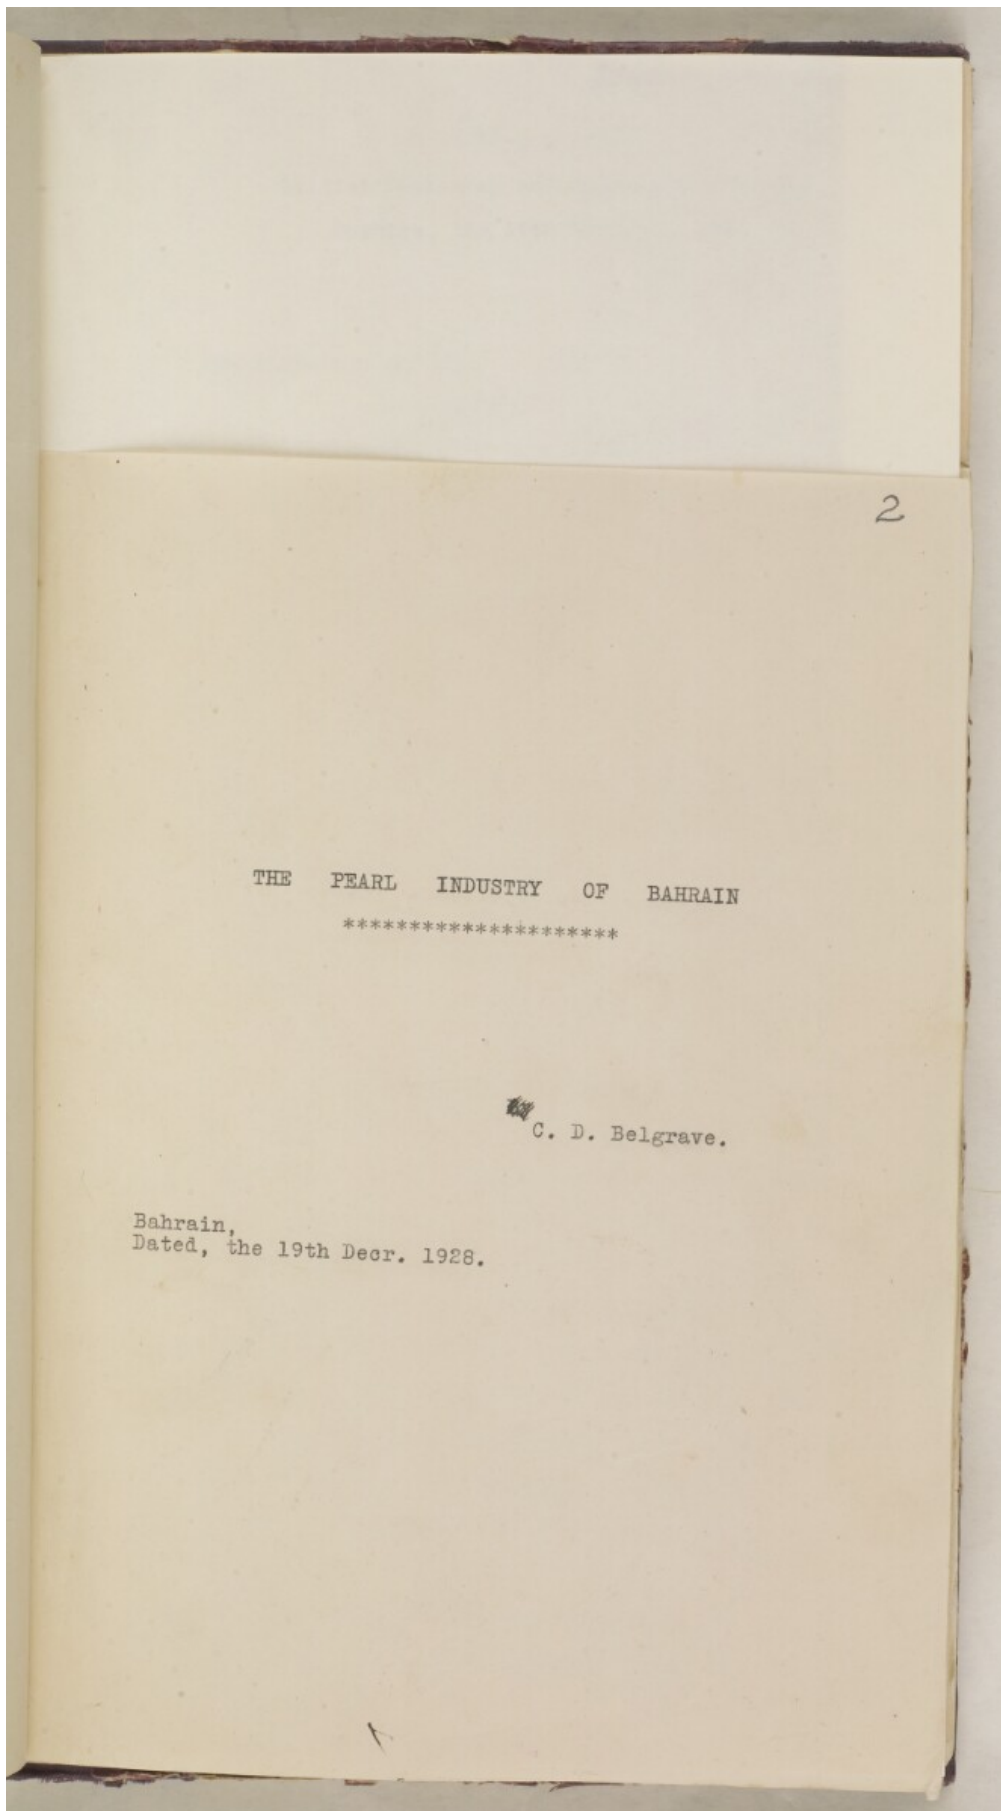 2
THE PEARL INDUSTRY OF BAHRAIN
*********************
C. D. Belgrave.
Bahrain,
Dated, the 19th Decr. 1928.